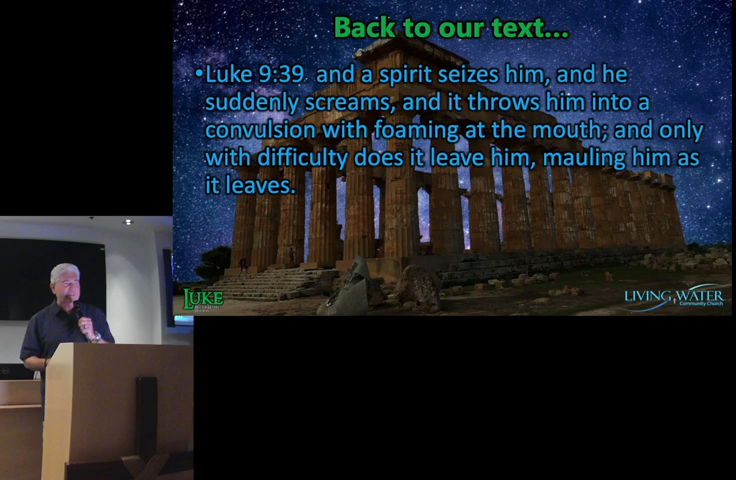 Back to our text...
•Luke 9:39 and a spirit seizes him, and he
suddenly screams, and it throws him into a
convulsion with foaming at the mouth; and only
with difficulty does it leave him, mauling him as
it leaves.
LUKE
LIVING WATER
Community Church